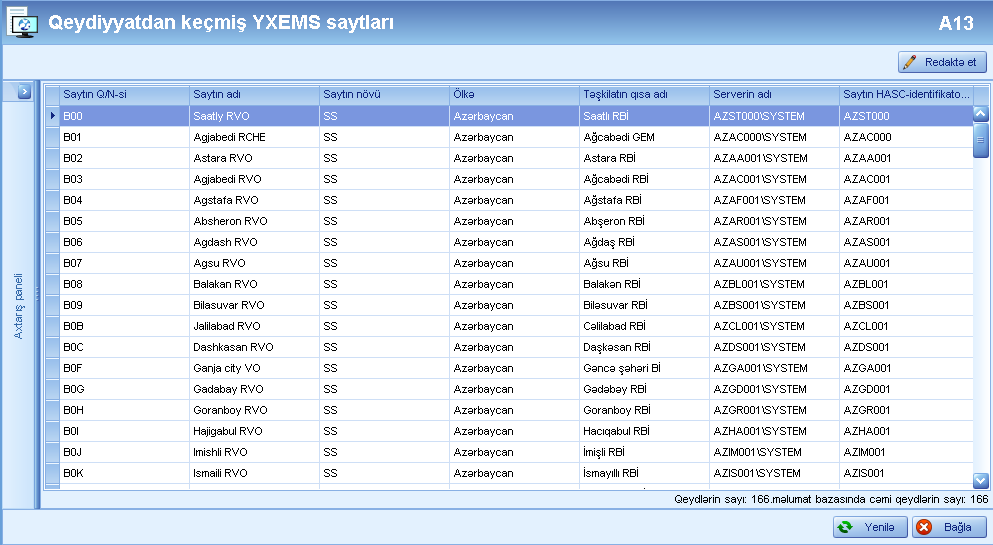 Qeydiyyatdan keçmiş YXEMS saytları
A13
Redaktə et
Saytın Q/N-si Saytın adı Saytın növü Ölkə Təşkilatın qısa adı Serverin adı Saytın HASC-identifikato...
B00 Saatly RVO SS Azərbaycan Saatlı RBİ AZST000\SYSTEM AZST000
B01 Agjabedi RCHE SS Azərbaycan Ağcabədi GEM AZAC000\SYSTEM AZAC000
B02 Astara RVO SS Azərbaycan Astara RBİ AZAA001\SYSTEM AZAA001
B03 Agjabedi RVO SS Azərbaycan Ağcabədi RBİ AZAC001\SYSTEM AZAC001
B04 Agstafa RVO SS Azərbaycan Ağstafa RBİ AZAF001\SYSTEM AZAF001
B05 Absheron RVO SS Azərbaycan Abşeron RBİ AZAR001\SYSTEM AZAR001
B06 Agdash RVO SS Azərbaycan Ağdaş RBİ AZAS001\SYSTEM AZAS001
B07 Agsu RVO SS Azərbaycan Ağsu RBİ AZAU001\SYSTEM AZAU001
B08 Balakan RVO SS Azərbaycan Balakən RBİ AZBL001\SYSTEM AZBL001
B09 Bilasuvar RVO SS Azərbaycan Biləsuvar RBİ AZBS001\SYSTEM AZBS001
B0B Jalilabad RVO SS Azərbaycan Cəlilabad RBİ AZCL001\SYSTEM AZCL001
B0C Dashkasan RVO SS Azərbaycan Daşkəsan RBİ AZDS001\SYSTEM AZDS001
B0F Ganja city VO SS Azərbaycan Gəncə şəhəri Bİ AZGA001\SYSTEM AZGA001
B0G Gadabay RVO SS Azərbaycan Gədəbəy RBİ AZGD001\SYSTEM AZGD001
B0H Goranboy RVO SS Azərbaycan Goranboy RBİ AZGR001\SYSTEM AZGR001
B0I Hajigabul RVO SS Azərbaycan Hacıqabul RBİ AZHA001\SYSTEM AZHA001
B0J Imishli RVO SS Azərbaycan İmişli RBİ AZIM001\SYSTEM AZIM001
B0K Ismaili RVO SS Azərbaycan İsmayıllı RBİ AZIS001\SYSTEM AZIS001
Axtarış paneli
Qeydlərin sayı: 166.məlumat bazasında cəmi qeydlərin sayı: 166
Yenilə Bağla